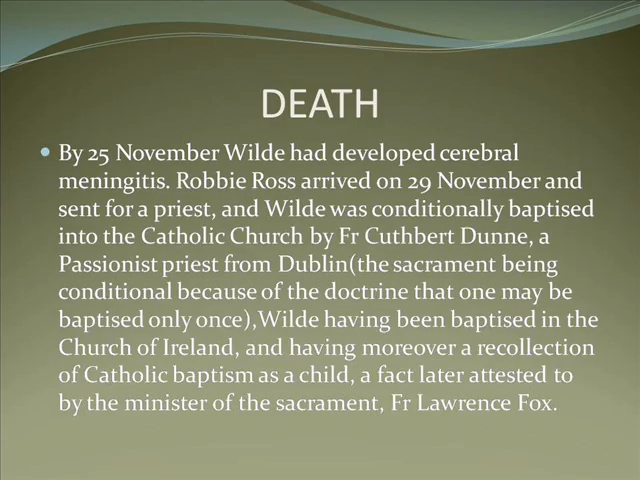 DEATH
• By 25 November Wilde had developed cerebral
meningitis. Robbie Ross arrived on 29 November and
sent for a priest, and Wilde was conditionally baptised
into the Catholic Church by Fr Cuthbert Dunne, a
Passionist priest from Dublin(the sacrament being
conditional because of the doctrine that one may be
baptised only once),Wilde having been baptised in the
Church of Ireland, and having moreover a recollection
of Catholic baptism as a child, a fact later attested to
by the minister of the sacrament, Fr Lawrence Fox.